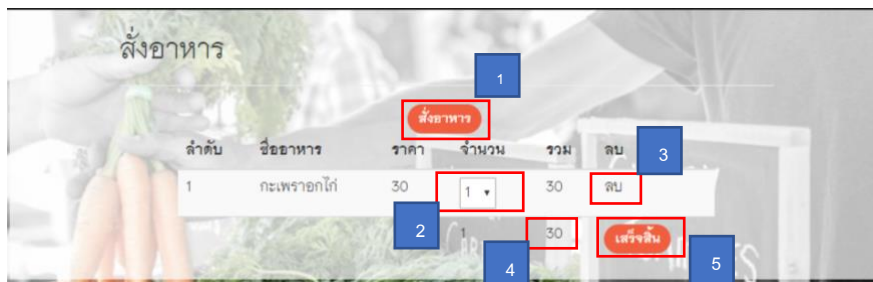 สั่งอาหาร
1
สั่งอาหาร
ลำดับ ชื่ออาหาร ราคา จำนวน รวม ลบ
3
1 กะเพราอกไก่ 30 1 30 ลบ
2
1 30 เสร็จสิ้น
4
5